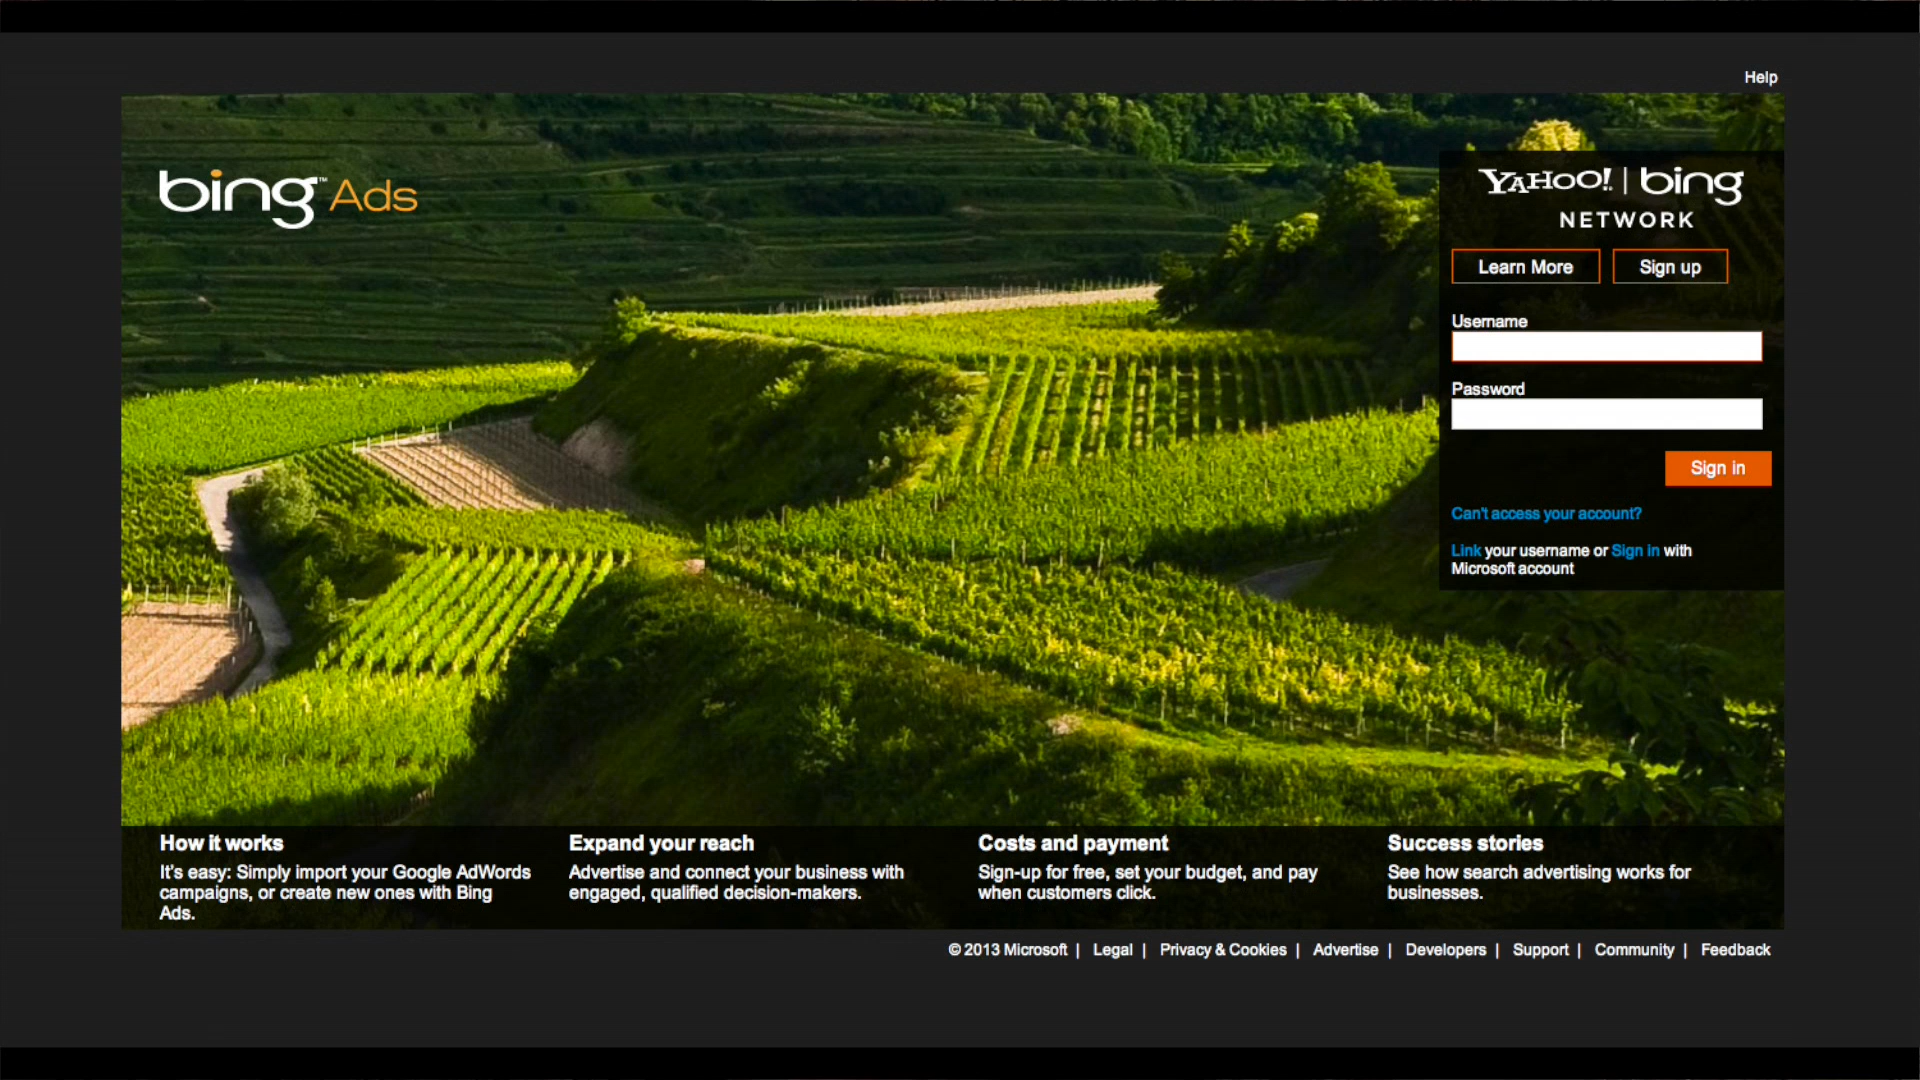 Help
bing™ Ads
YAHOO! | bing
NETWORK
Learn More
Sign up
Username
Password
Sign in
Can't access your account?
Link your username or Sign in with
Microsoft account
How it works
It's easy: Simply import your Google AdWords
campaigns, or create new ones with Bing
Ads.
Expand your reach
Advertise and connect your business with
engaged, qualified decision-makers.
Costs and payment
Sign-up for free, set your budget, and pay
when customers click.
Success stories
See how search advertising works for
businesses.
© 2013 Microsoft | Legal | Privacy & Cookies | Advertise | Developers | Support | Community | Feedback